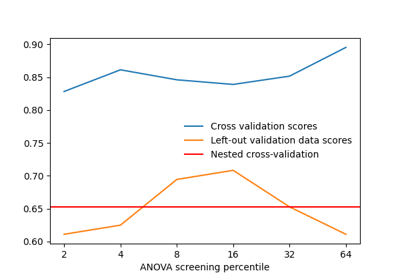 0.90
0.85
0.80
0.75
0.70
0.65
0.60
Cross validation scores
Left-out validation data scores
Nested cross-validation
2 4 8 16 32 64
ANOVA screening percentile